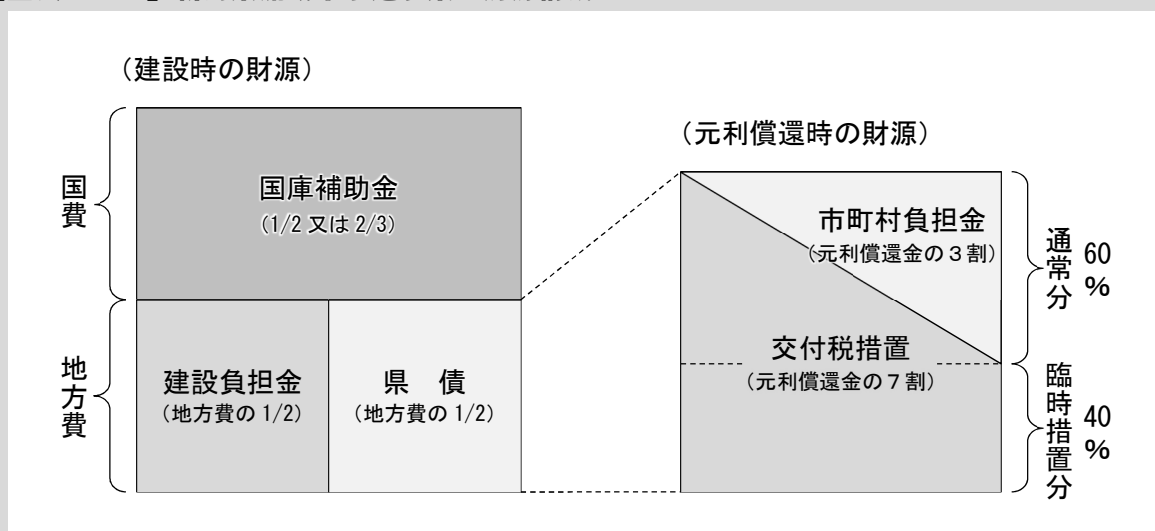 (建設時の財源)
国費
国庫補助金
(1/2 又は 2/3)
地方費
建設負担金
(地方費の 1/2)
県 債
(地方費の 1/2)
(元利償還時の財源)
市町村負担金
(元利償還金の3割)
交付税措置
(元利償還金の7割)
通常分
60%
臨時措置分
40%